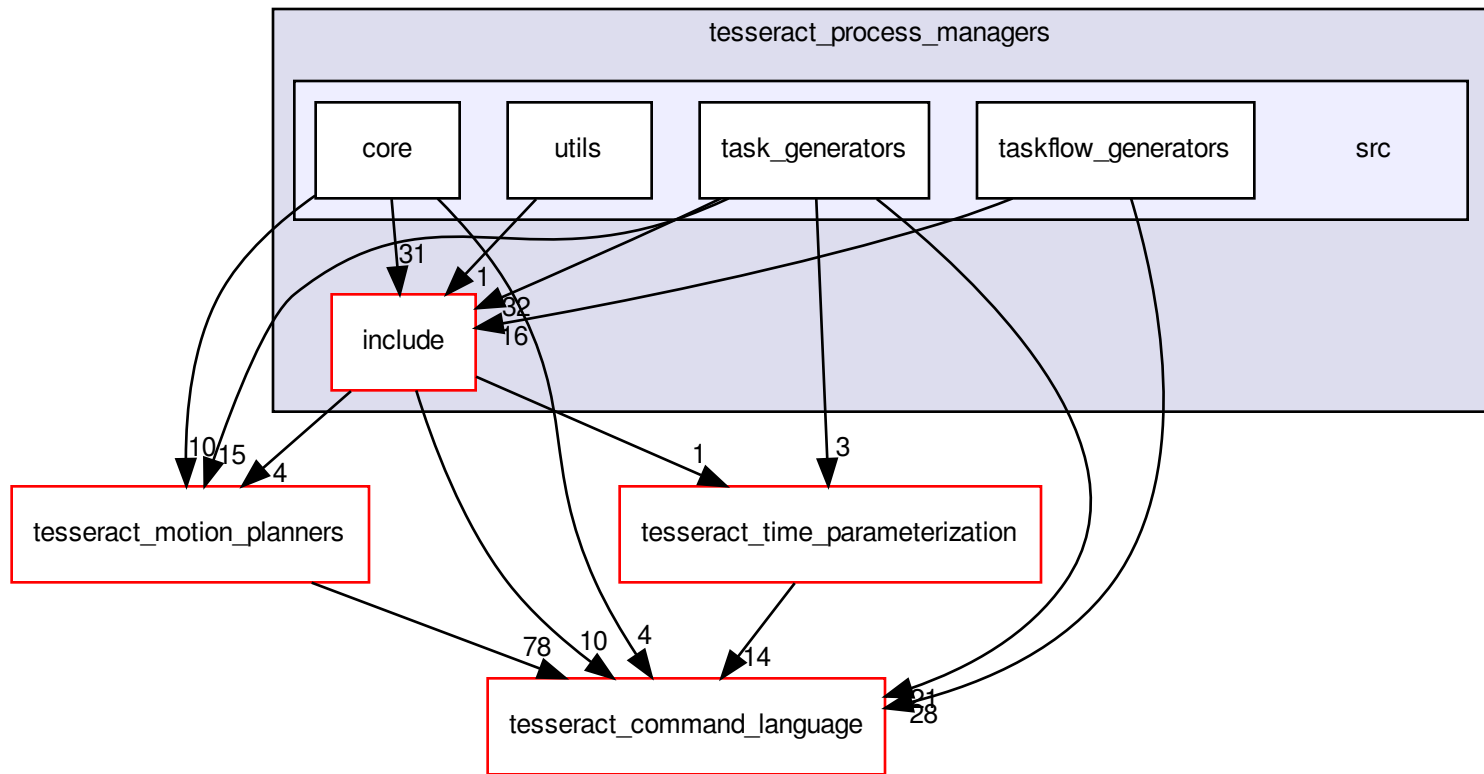 tesseract_process_managers
core
utils
task_generators
taskflow_generators
src
31
1
32
16
include
10
15
4
1
3
tesseract_motion_planners
tesseract_time_parameterization
78
10
4
14
21
28
tesseract_command_language